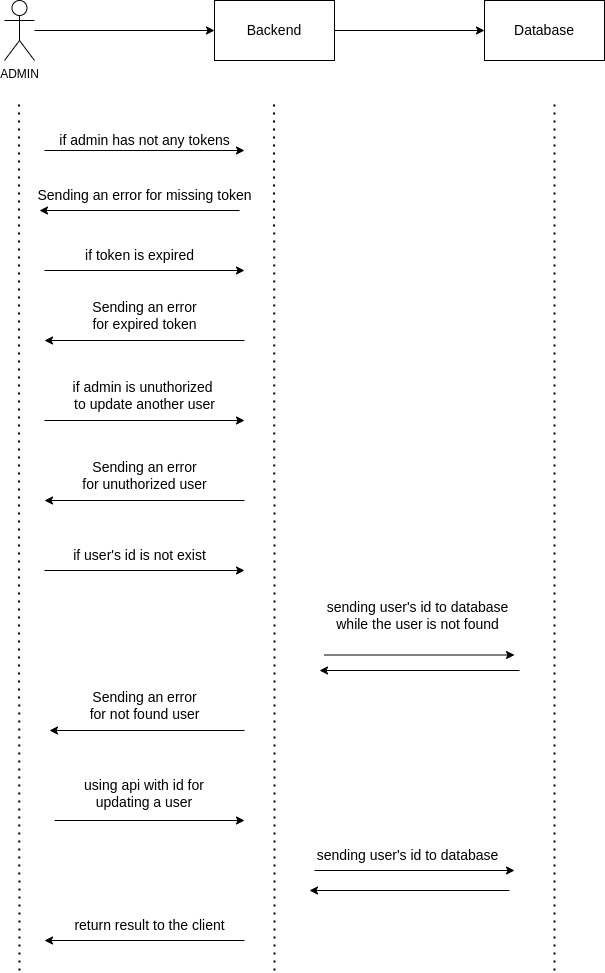 Backend
Database
ADMIN
if admin has not any tokens
Sending an error for missing token
if token is expired
Sending an error
for expired token
if admin is unuthorized
to update another user
Sending an error
for unuthorized user
if user's id is not exist
sending user's id to database
while the user is not found
Sending an error
for not found user
using api with id for
updating a user
sending user's id to database
return result to the client